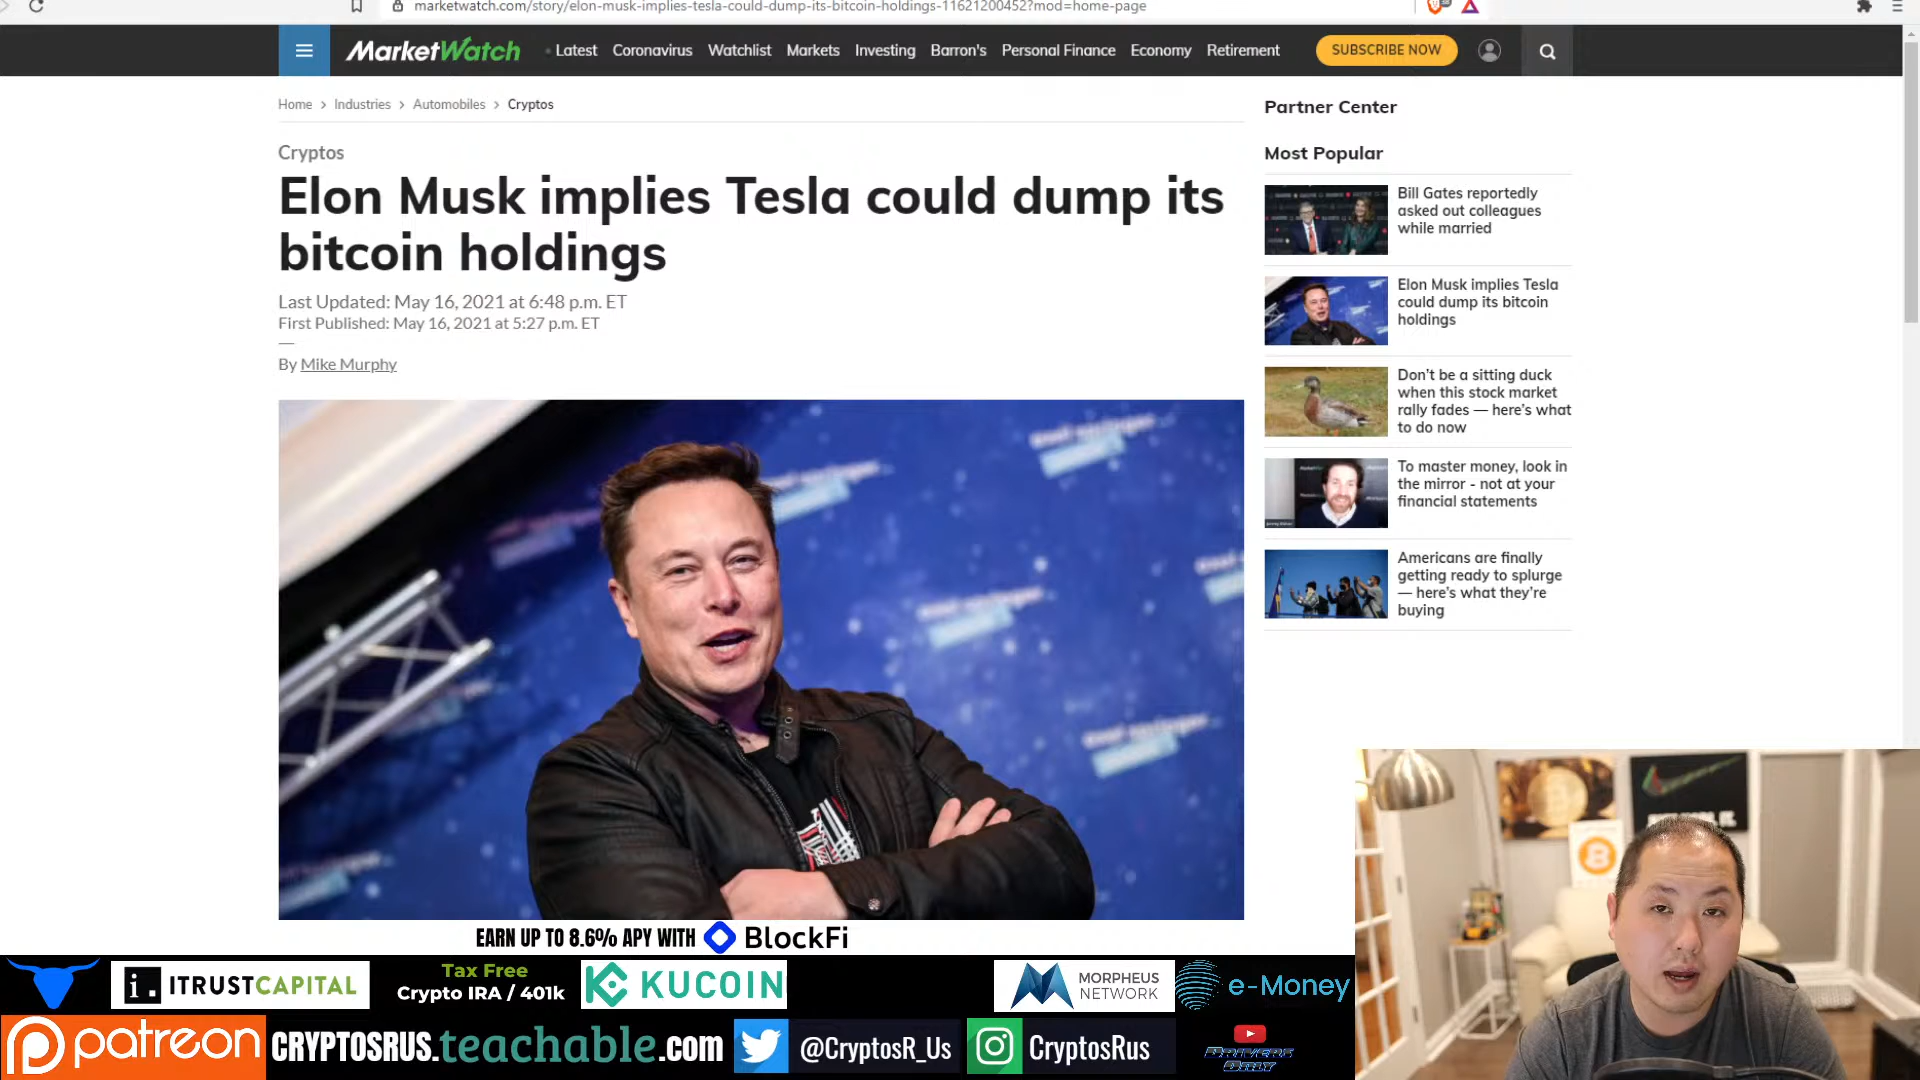 marketwatch.com/story/elon-musk-implies-tesla-could-dump-its-bitcoin-holdings-11621200452?mod=home-page
MarketWatch
Latest
Coronavirus
Watchlist
Markets
Investing
Barron's
Personal Finance
Economy
Retirement
SUBSCRIBE NOW
Home > Industries > Automobiles > Cryptos
Cryptos
Elon Musk implies Tesla could dump its
bitcoin holdings
Last Updated: May 16, 2021 at 6:48 p.m. ET
First Published: May 16, 2021 at 5:27 p.m. ET
By Mike Murphy
Partner Center
Most Popular
Bill Gates reportedly
asked out colleagues
while married
Elon Musk implies Tesla
could dump its bitcoin
holdings
Don't be a sitting duck
when this stock market
rally fades — here's what
to do now
To master money, look in
the mirror - not at your
financial statements
Americans are finally
getting ready to splurge
— here's what they're
buying
EARN UP TO 8.6% APY WITH BlockFi
i. ITRUSTCAPITAL
Tax Free
Crypto IRA / 401k
KUCOIN
MORPHEUS
NETWORK
e-Money
patreon
CRYPTOSRUS.teachable.com
@CryptosR_Us
CryptosRus
DRIVERS
ONLY